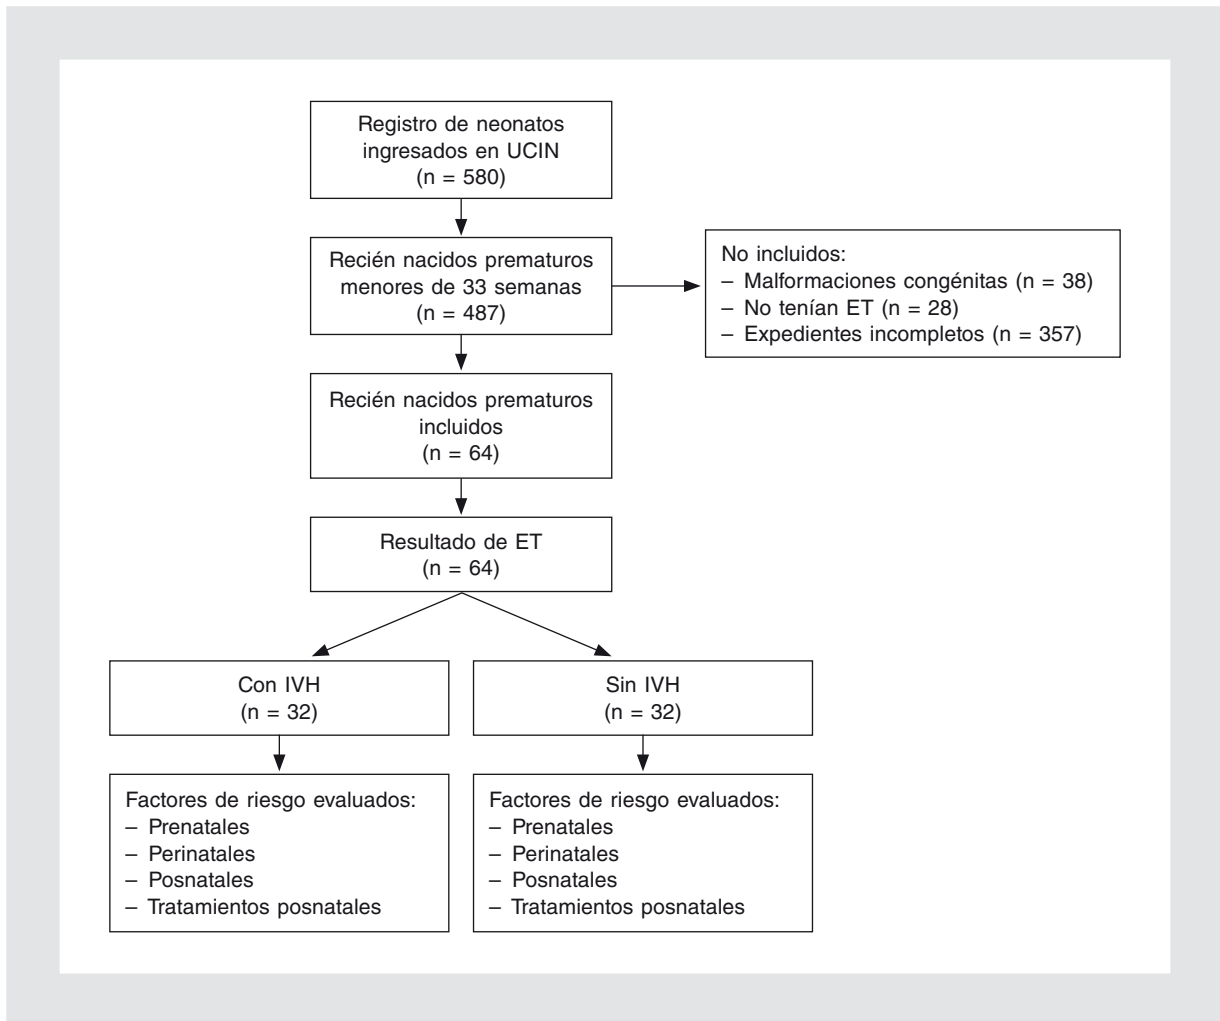 Registro de neonatos
ingresados en UCIN
(n = 580)
Recién nacidos prematuros
menores de 33 semanas
(n = 487)
No incluidos:
– Malformaciones congénitas (n = 38)
– No tenían ET (n = 28)
– Expedientes incompletos (n = 357)
Recién nacidos prematuros
incluidos
(n = 64)
Resultado de ET
(n = 64)
Con IVH
(n = 32)
Sin IVH
(n = 32)
Factores de riesgo evaluados:
– Prenatales
– Perinatales
– Posnatales
– Tratamientos posnatales
Factores de riesgo evaluados:
– Prenatales
– Perinatales
– Posnatales
– Tratamientos posnatales